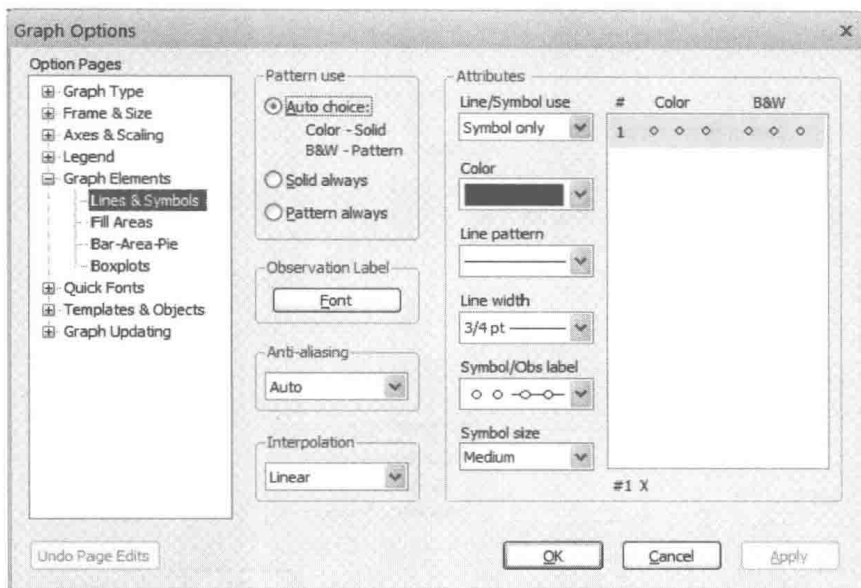 Graph Options
Option Pages
Graph Type
Frame & Size
Axes & Scaling
Legend
Graph Elements
Lines & Symbols
Fill Areas
Bar-Area-Pie
Boxplots
Quick Fonts
Templates & Objects
Graph Updating
Pattern use
Auto choice:
Color - Solid
B&W - Pattern
Solid always
Pattern always
Observation Label
Font
Anti-aliasing
Auto
Interpolation
Linear
Attributes
Line/Symbol use
Symbol only
Color
Line pattern
Line width
3/4 pt
Symbol/Obs label
Symbol size
Medium
# Color B&W
1
#1 X
Undo Page Edits
OK
Cancel
Apply